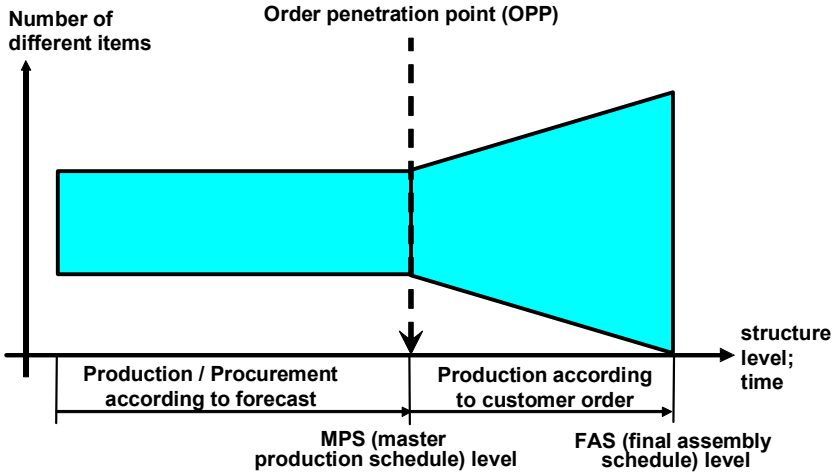 Order penetration point (OPP)
Number of
different items
structure
level;
time
Production / Procurement
according to forecast
Production according
to customer order
MPS (master
production schedule) level
FAS (final assembly
schedule) level